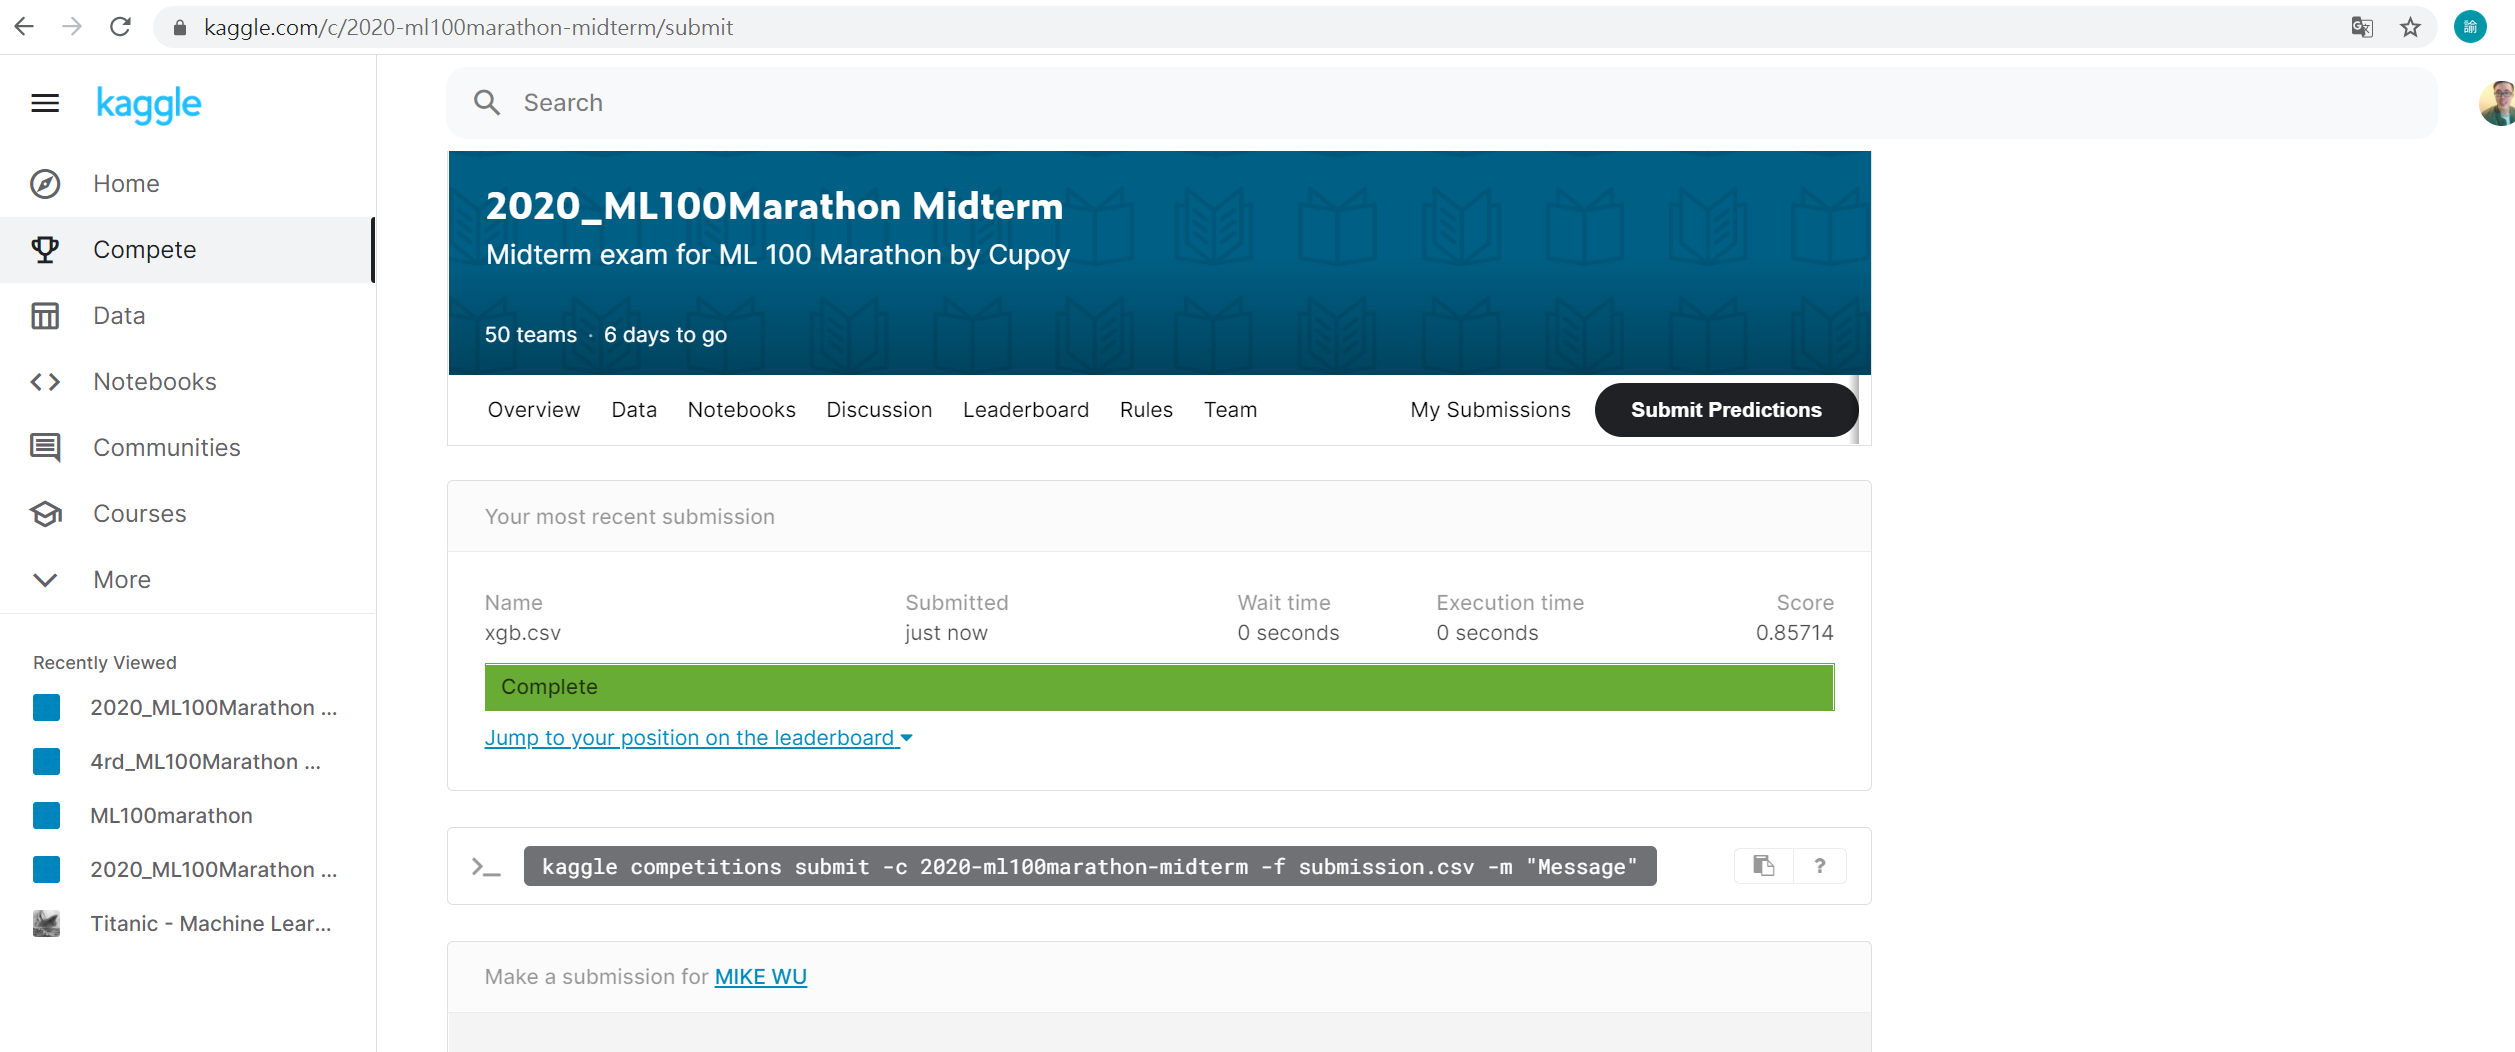 kaggle.com/c/2020-ml100marathon-midterm/submit
諭
kaggle
Search
Home
Compete
Data
Notebooks
Communities
Courses
More
Recently Viewed
2020_ML100Marathon ...
4rd_ML100Marathon ...
ML100marathon
2020_ML100Marathon ...
Titanic - Machine Lear...
2020_ML100Marathon Midterm
Midterm exam for ML 100 Marathon by Cupoy
50 teams · 6 days to go
Overview Data Notebooks Discussion Leaderboard Rules Team My Submissions Submit Predictions
Your most recent submission
Name Submitted Wait time Execution time Score
xgb.csv just now 0 seconds 0 seconds 0.85714
Complete
Jump to your position on the leaderboard
kaggle competitions submit -c 2020-ml100marathon-midterm -f submission.csv -m "Message"
?
Make a submission for MIKE WU